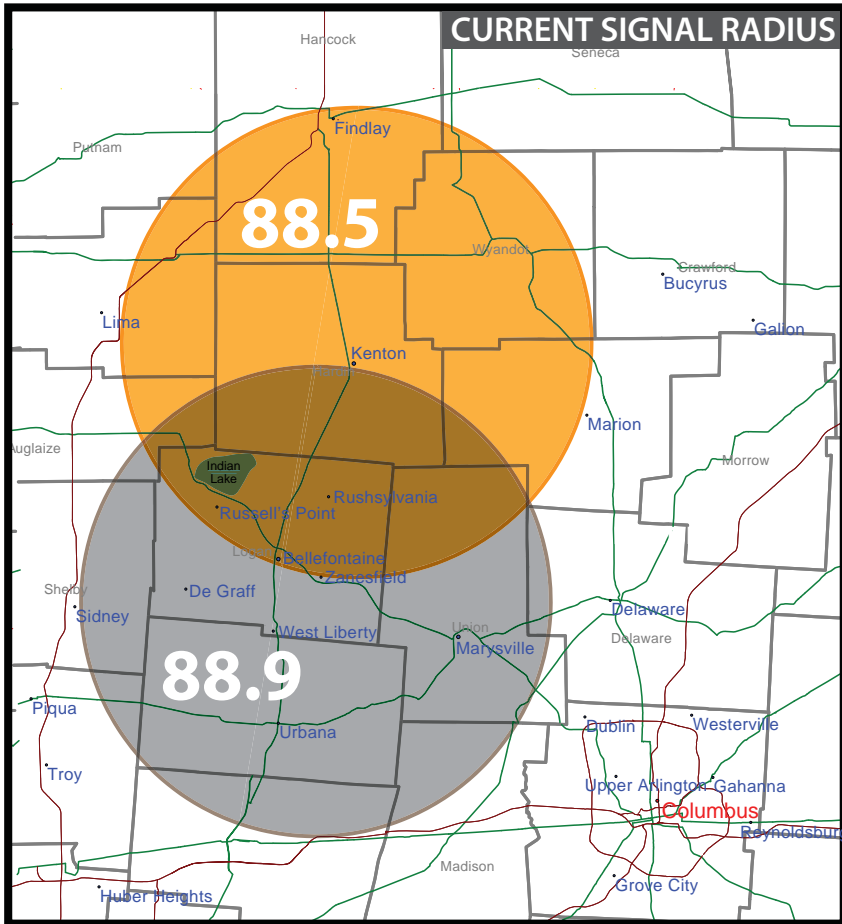 CURRENT SIGNAL RADIUS
Hancock
Seneca
Findlay
Putnam
88.5
Wyandot
Crawford
Bucyrus
Lima
Galion
Kenton
Hardin
Marion
Auglaize
Morrow
Indian
Lake
Rushsylvania
Russell's Point
Logan
Bellefontaine
Zanesfield
Shelby
De Graff
Sidney
Delaware
Union
West Liberty
Delaware
Marysville
88.9
Piqua
Dublin
Westerville
Urbana
Troy
Upper Arlington
Gahanna
Columbus
Reynoldsbur
Madison
Grove City
Huber Heights